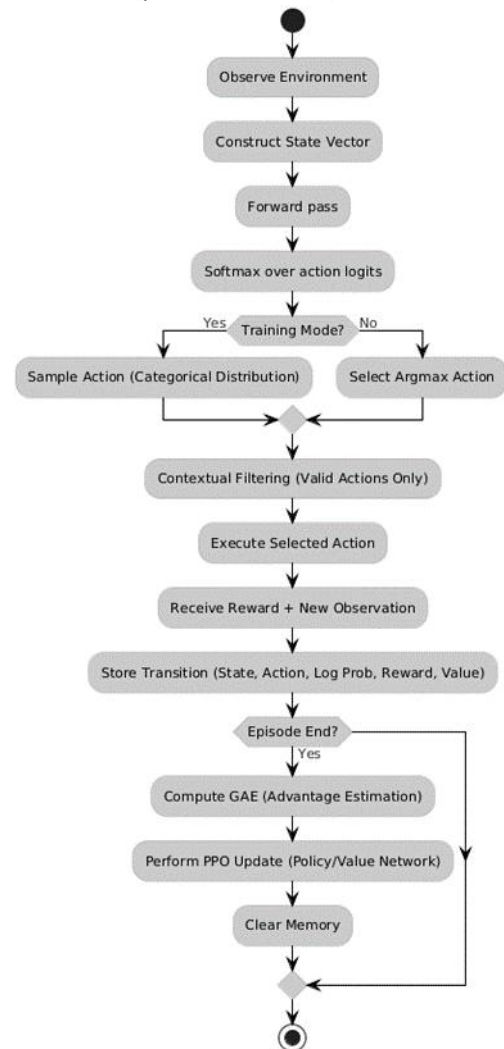 Observe Environment
Construct State Vector
Forward pass
Softmax over action logits
Yes
Training Mode?
No
Sample Action (Categorical Distribution)
Select Argmax Action
Contextual Filtering (Valid Actions Only)
Execute Selected Action
Receive Reward + New Observation
Store Transition (State, Action, Log Prob, Reward, Value)
Episode End?
Yes
Compute GAE (Advantage Estimation)
Perform PPO Update (Policy/Value Network)
Clear Memory